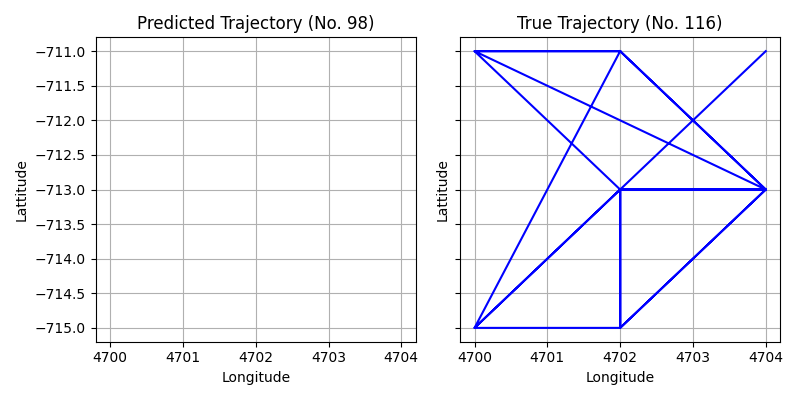 Predicted Trajectory (No. 98)
True Trajectory (No. 116)
−711.0
−711.5
−712.0
−712.5
−713.0
−713.5
−714.0
−714.5
−715.0
Lattitude
Lattitude
4700 4701 4702 4703 4704
4700 4701 4702 4703 4704
Longitude
Longitude